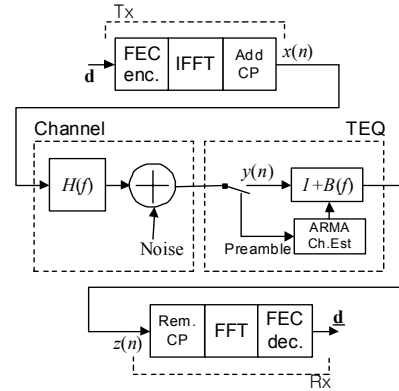 Tx
d
FEC enc.
IFFT
Add CP
x(n)
Channel
TEQ
H(f)
Noise
y(n)
1+B(f)
Preamble
ARMA Ch.Est
z(n)
Rem. CP
FFT
FEC dec.
d
Rx